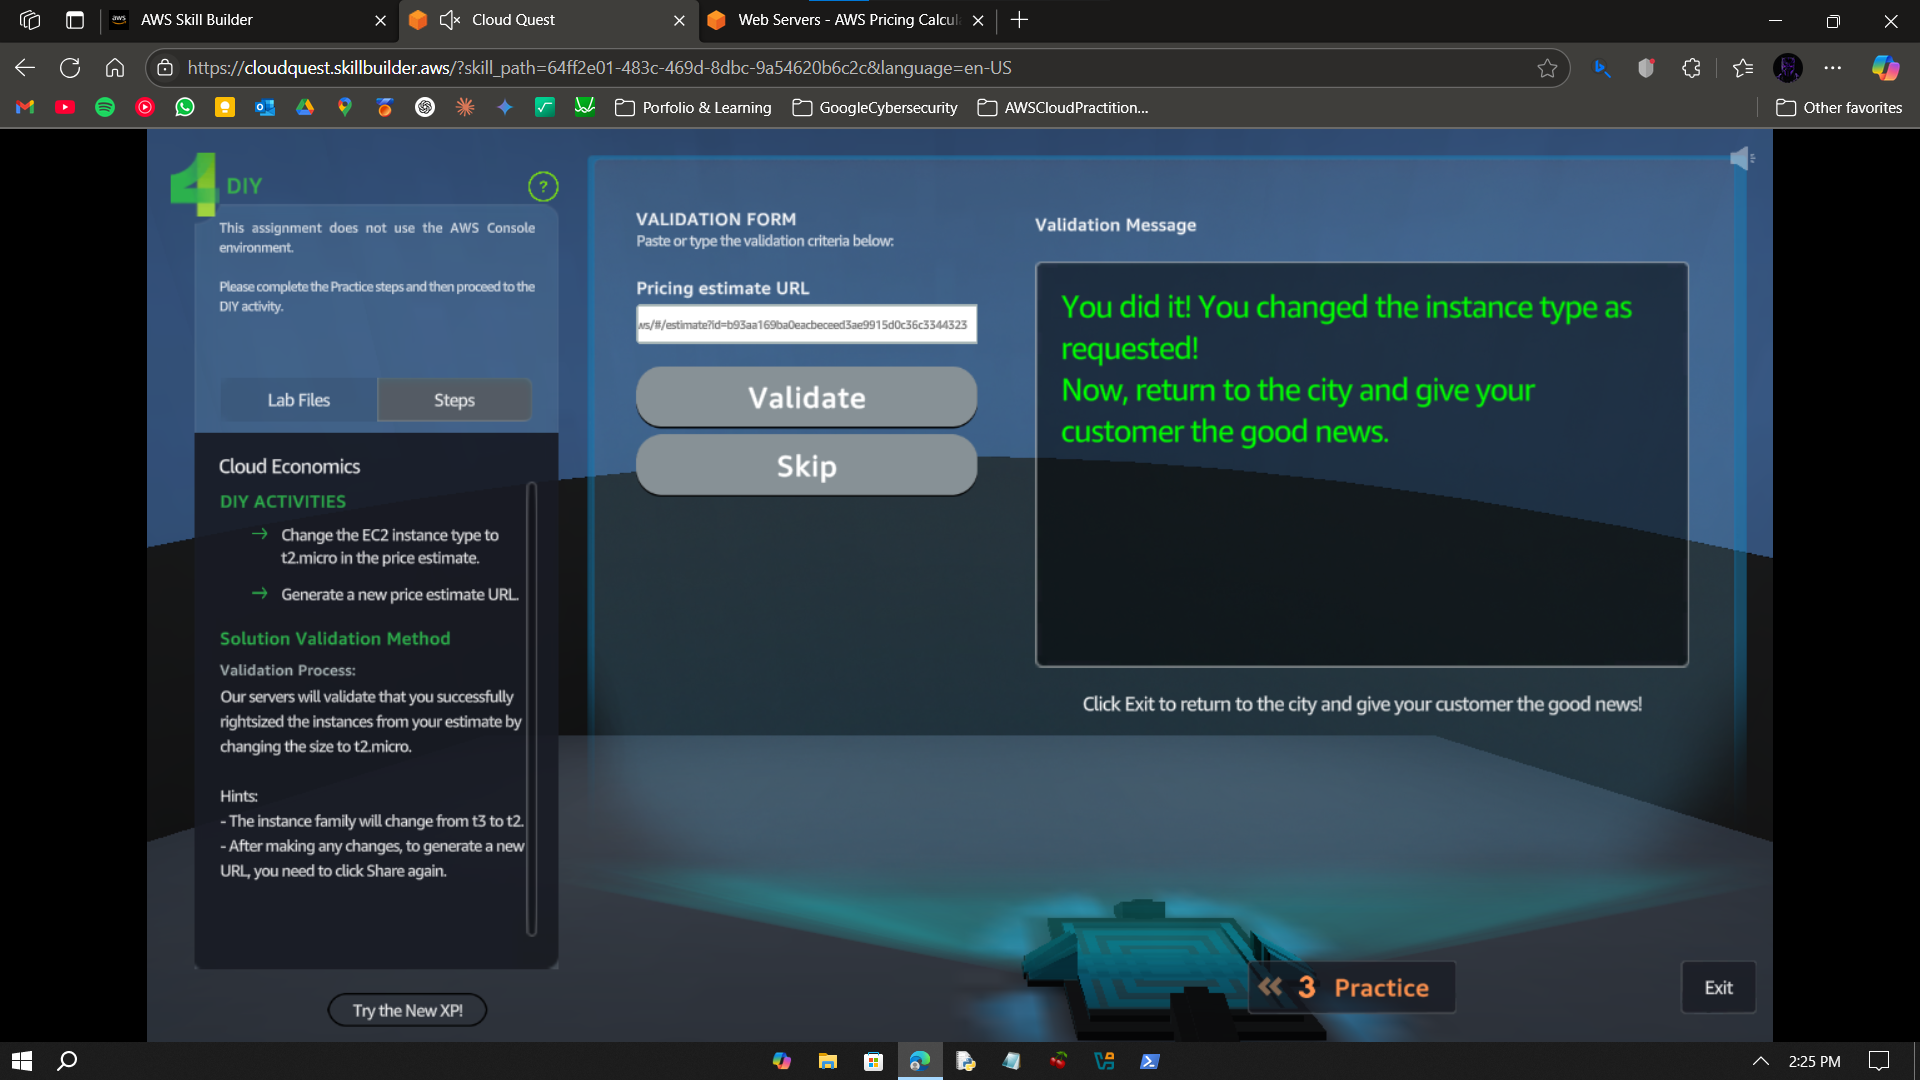 AWS Skill Builder
Cloud Quest
Web Servers - AWS Pricing Calcul
https://cloudquest.skillbuilder.aws/?skill_path=64ff2e01-483c-469d-8dbc-9a54620b6c2c&language=en-US
Porfolio & Learning
GoogleCybersecurity
AWSCloudPractition...
Other favorites
4 DIY
?
This assignment does not use the AWS Console
environment.
Please complete the Practice steps and then proceed to the
DIY activity.
Lab Files
Steps
Cloud Economics
DIY ACTIVITIES
→ Change the EC2 instance type to
t2.micro in the price estimate.
→ Generate a new price estimate URL.
Solution Validation Method
Validation Process:
Our servers will validate that you successfully
rightsized the instances from your estimate by
changing the size to t2.micro.
Hints:
- The instance family will change from t3 to t2.
- After making any changes, to generate a new
URL, you need to click Share again.
Try the New XP!
VALIDATION FORM
Paste or type the validation criteria below:
Pricing estimate URL
ws/#/estimate?id=b93aa169ba0eacbeceed3ae9915d0c36c3344323
Validate
Skip
Validation Message
You did it! You changed the instance type as
requested!
Now, return to the city and give your
customer the good news.
Click Exit to return to the city and give your customer the good news!
3 Practice
Exit
2:25 PM